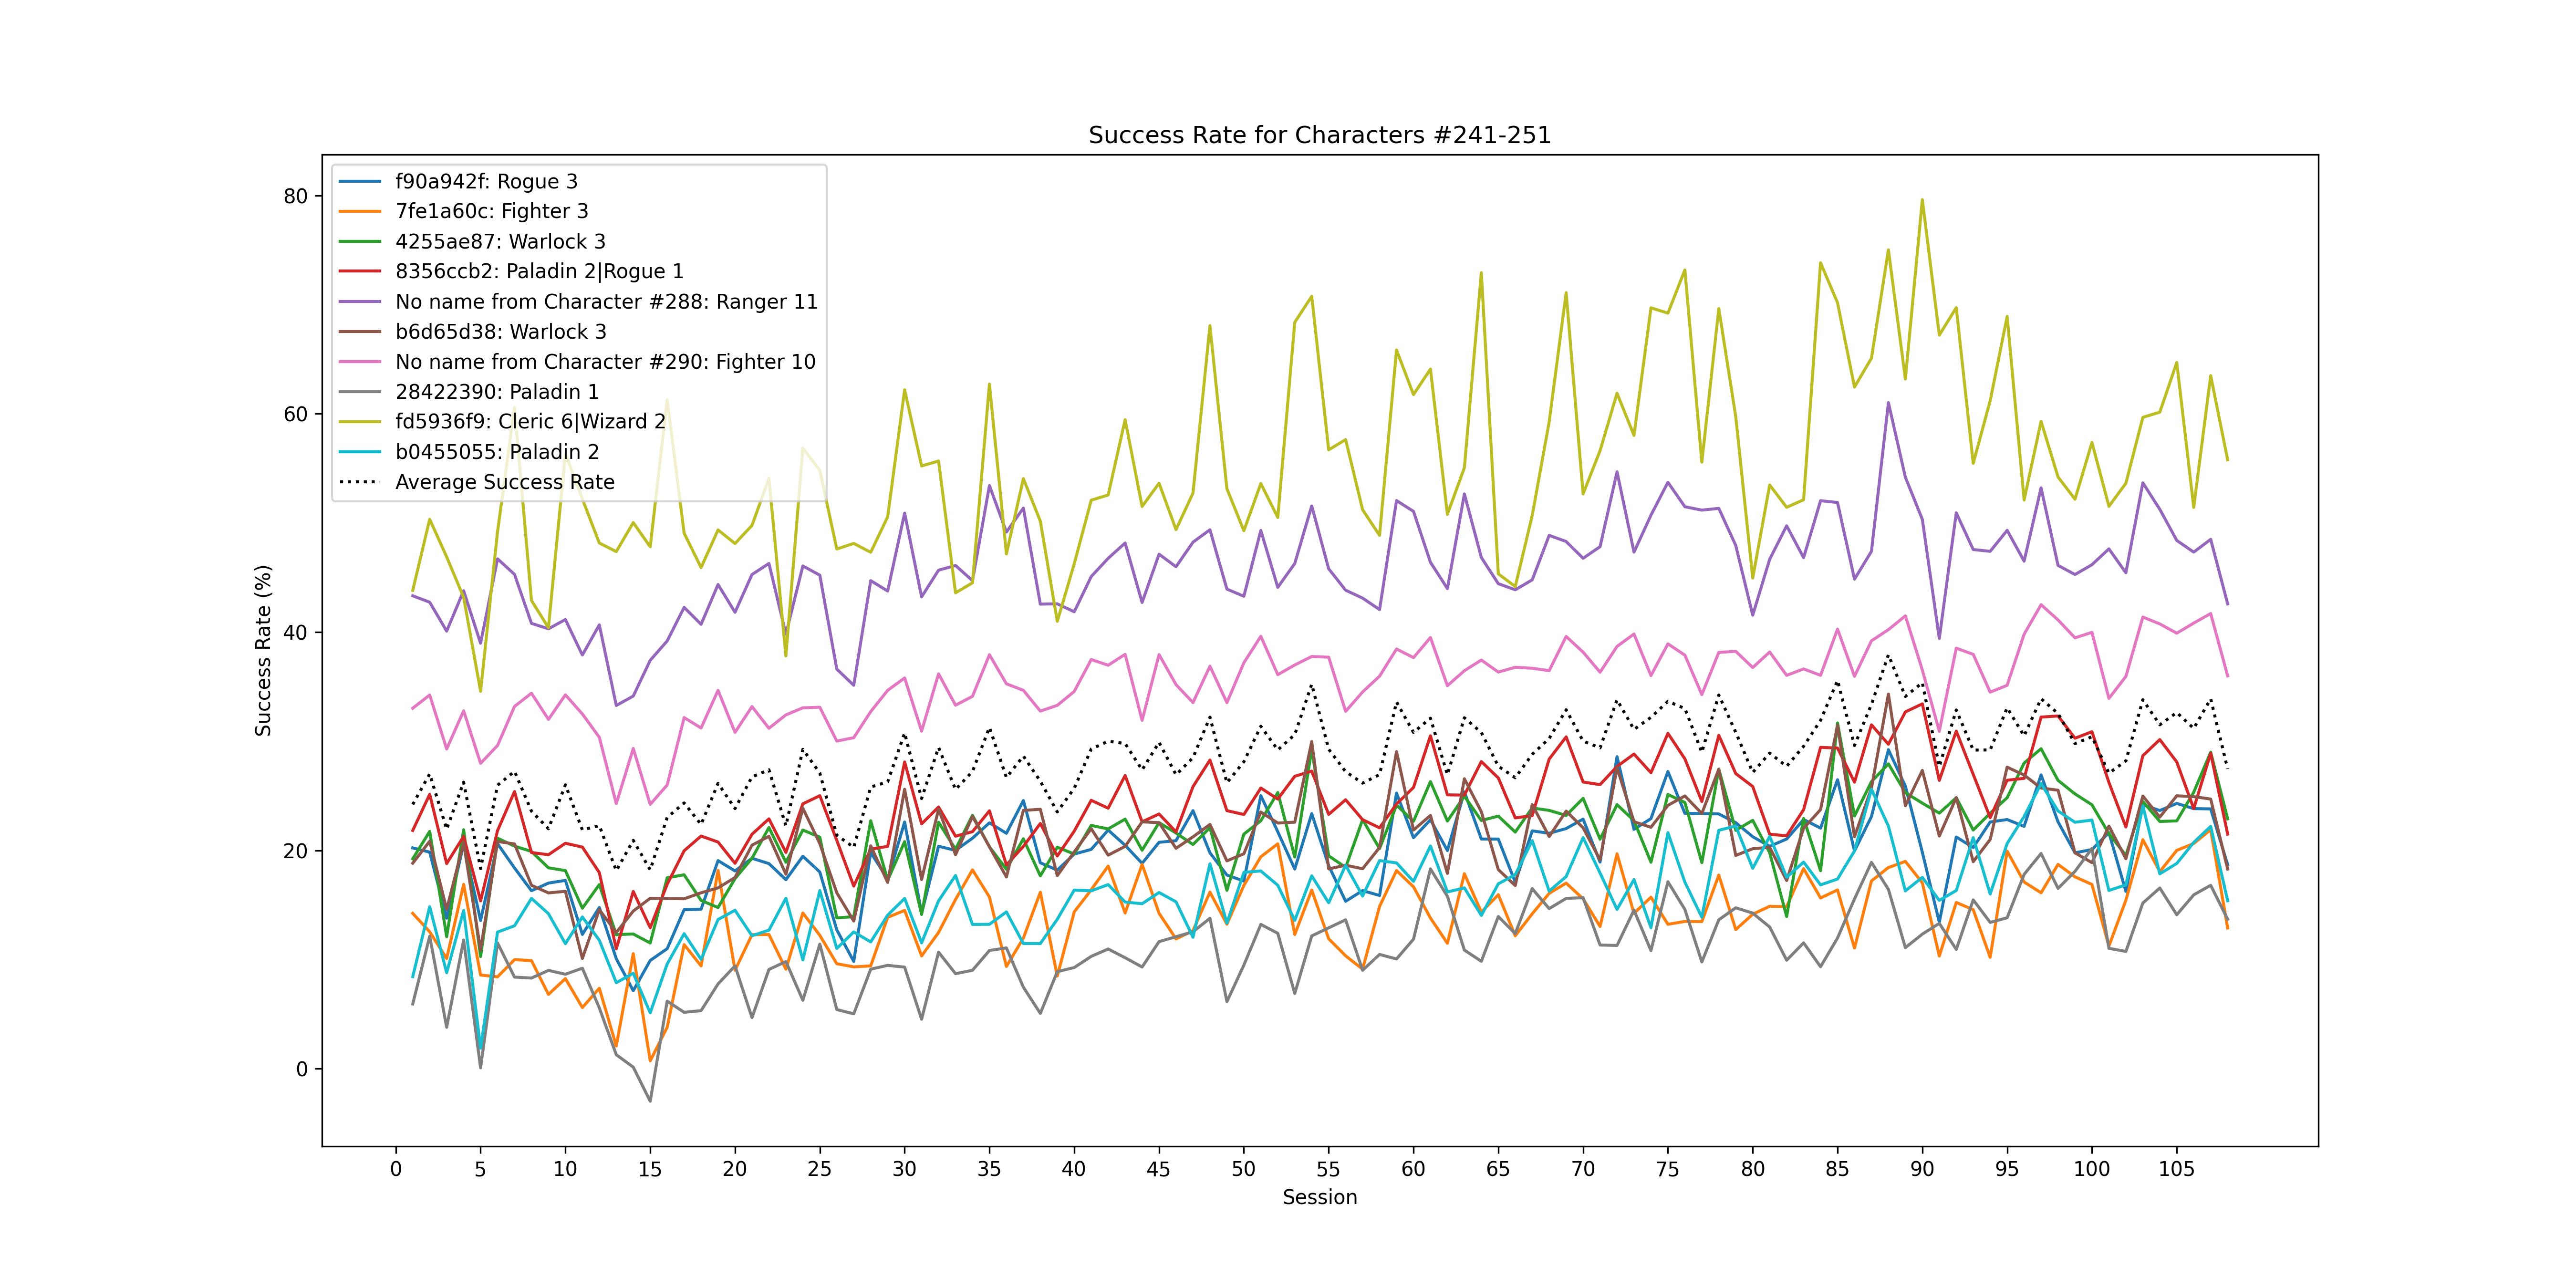 Success Rate for Characters #241-251
f90a942f: Rogue 3
7fe1a60c: Fighter 3
4255ae87: Warlock 3
8356ccb2: Paladin 2|Rogue 1
No name from Character #288: Ranger 11
b6d65d38: Warlock 3
No name from Character #290: Fighter 10
28422390: Paladin 1
fd5936f9: Cleric 6|Wizard 2
b0455055: Paladin 2
Average Success Rate
Success Rate (%)
80
60
40
20
0
0 5 10 15 20 25 30 35 40 45 50 55 60 65 70 75 80 85 90 95 100 105
Session